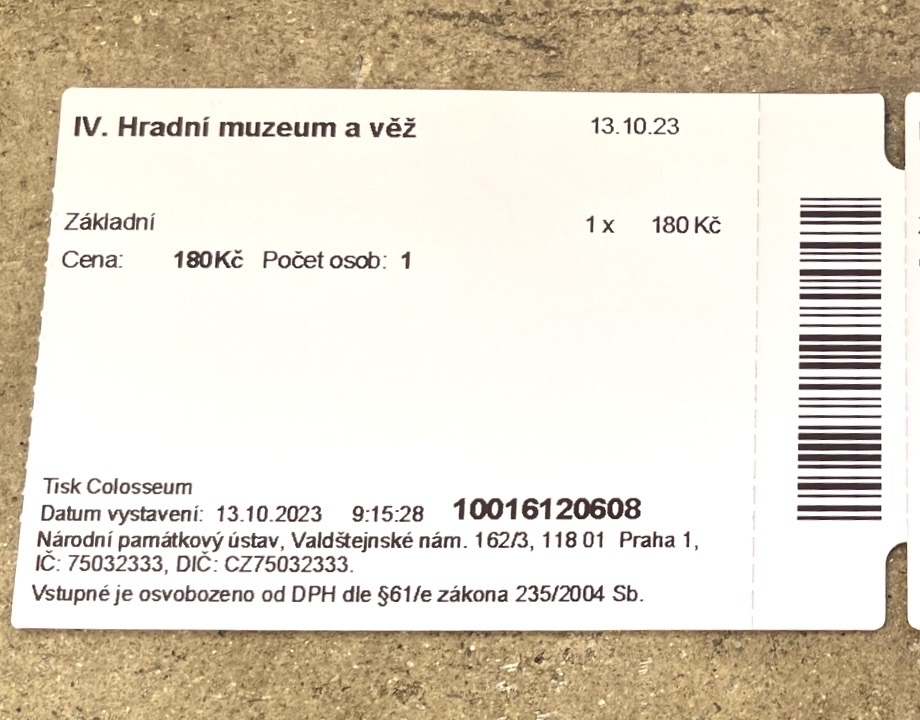 IV. Hradní muzeum a věž 13.10.23
Základní 1 x 180 Kč
Cena: 180Kč Počet osob: 1
Tisk Colosseum
Datum vystavení: 13.10.2023 9:15:28 10016120608
Národní památkový ústav, Valdštejnské nám. 162/3, 118 01 Praha 1,
IČ: 75032333, DIČ: CZ75032333.
Vstupné je osvobozeno od DPH dle §61/e zákona 235/2004 Sb.